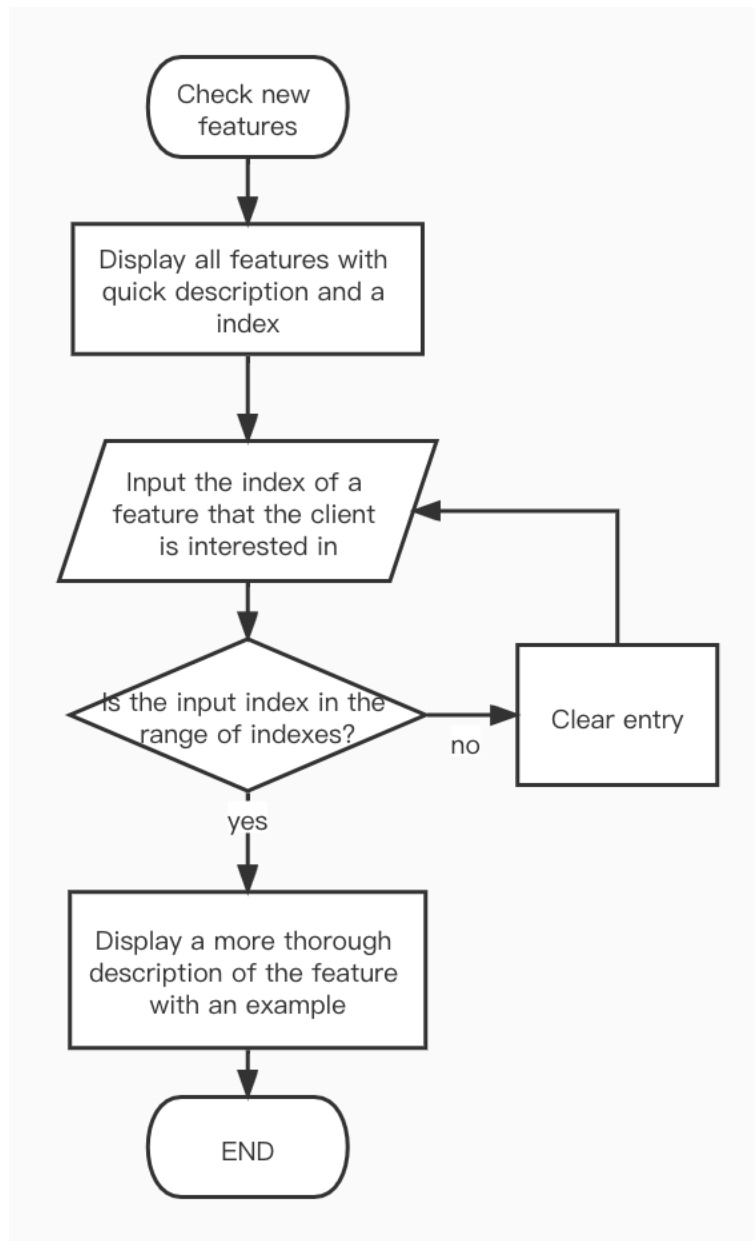 Check new
features
Display all features with
quick description and a
index
Input the index of a
feature that the client
is interested in
Is the input index in the
range of indexes?
no
Clear entry
yes
Display a more thorough
description of the feature
with an example
END